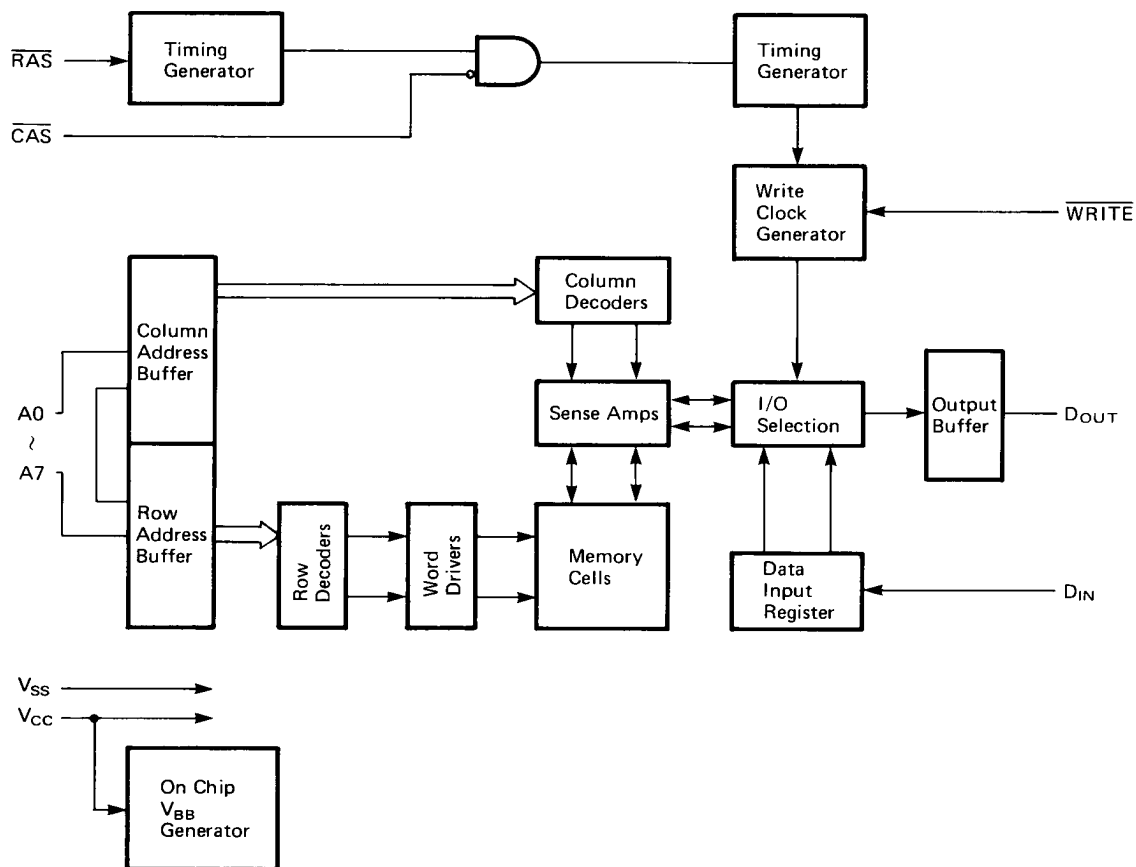 RAS
Timing
Generator
Timing
Generator
CAS
Write
Clock
Generator
WRITE
Column
Decoders
Column
Address
Buffer
A0
~
A7
Sense Amps
I/O
Selection
Output
Buffer
DOUT
Row
Address
Buffer
Row
Decoders
Word
Drivers
Memory
Cells
Data
Input
Register
DIN
VSS
VCC
On Chip
VBB
Generator